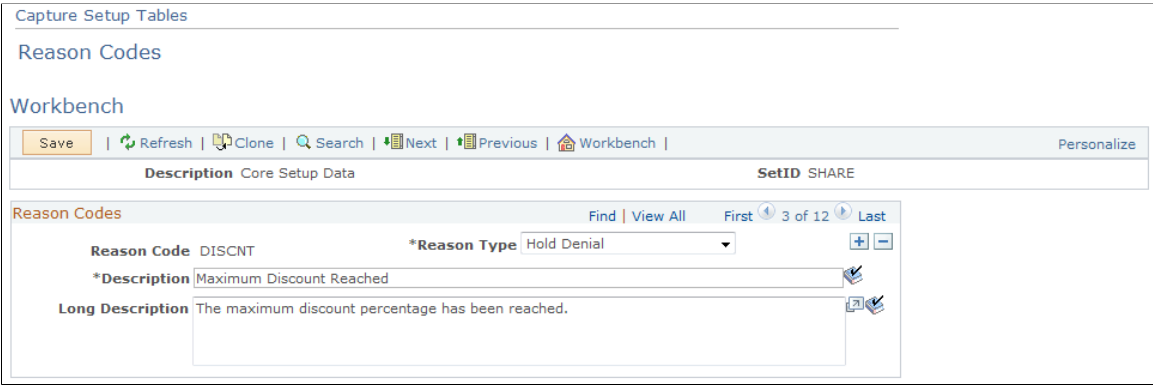 Capture Setup Tables
Reason Codes
Workbench
Save | Refresh | Clone | Search | Next | Previous | Workbench | Personalize
Description Core Setup Data SetID SHARE
Reason Codes Find | View All First 3 of 12 Last
Reason Code DISCNT *Reason Type Hold Denial
*Description Maximum Discount Reached
Long Description The maximum discount percentage has been reached.